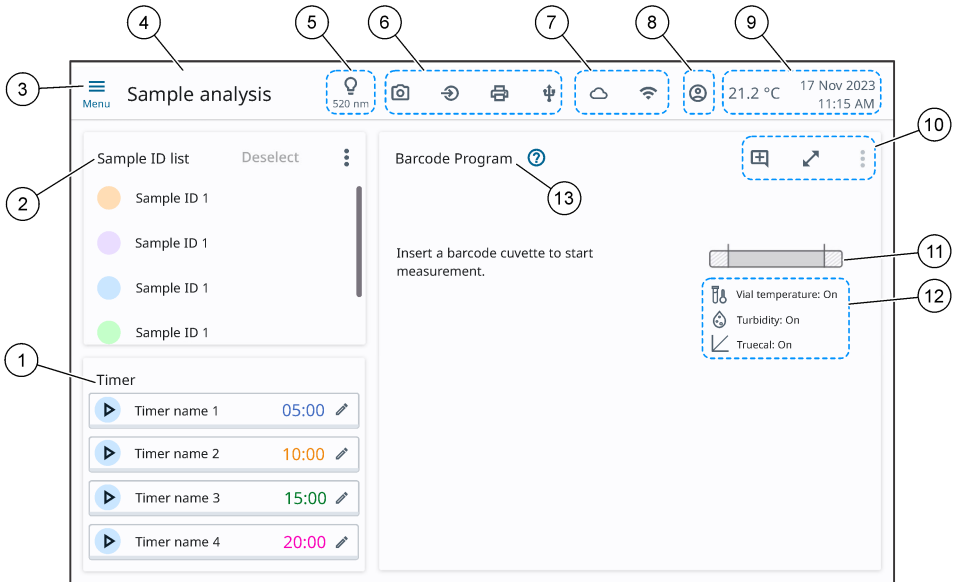 4
5
6
7
8
9
3
Menu
Sample analysis
520 nm
21.2 °C
17 Nov 2023
11:15 AM
10
Sample ID list
Deselect
Barcode Program
2
13
Sample ID 1
Sample ID 1
Sample ID 1
Sample ID 1
Insert a barcode cuvette to start
measurement.
11
Vial temperature: On
12
Turbidity: On
Truecal: On
1
Timer
Timer name 1 05:00
Timer name 2 10:00
Timer name 3 15:00
Timer name 4 20:00